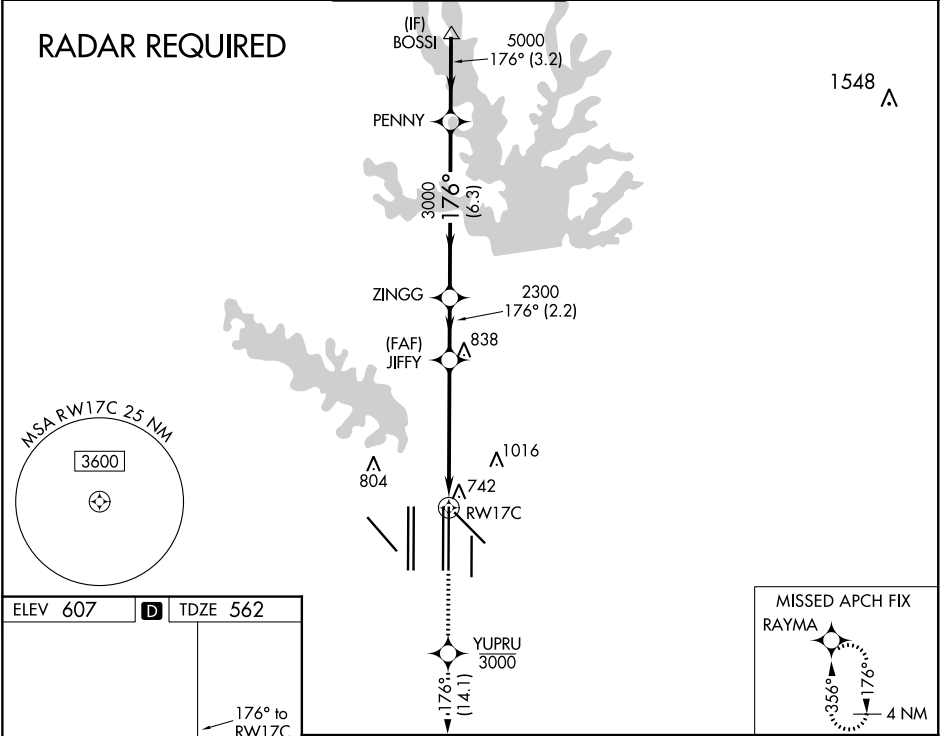 RADAR REQUIRED
(IF)
BOSSI
5000
176° (3.2)
1548
PENNY
3000
176°
(6.3)
ZINGG
2300
176° (2.2)
(FAF)
JIFFY
838
MSA RW17C 25 NM
3600
1016
804
742
RW17C
ELEV 607
D
TDZE 562
176° to
RW17C
YUPRU
3000
176°
(14.1)
MISSED APCH FIX
RAYMA
356°
176°
4 NM